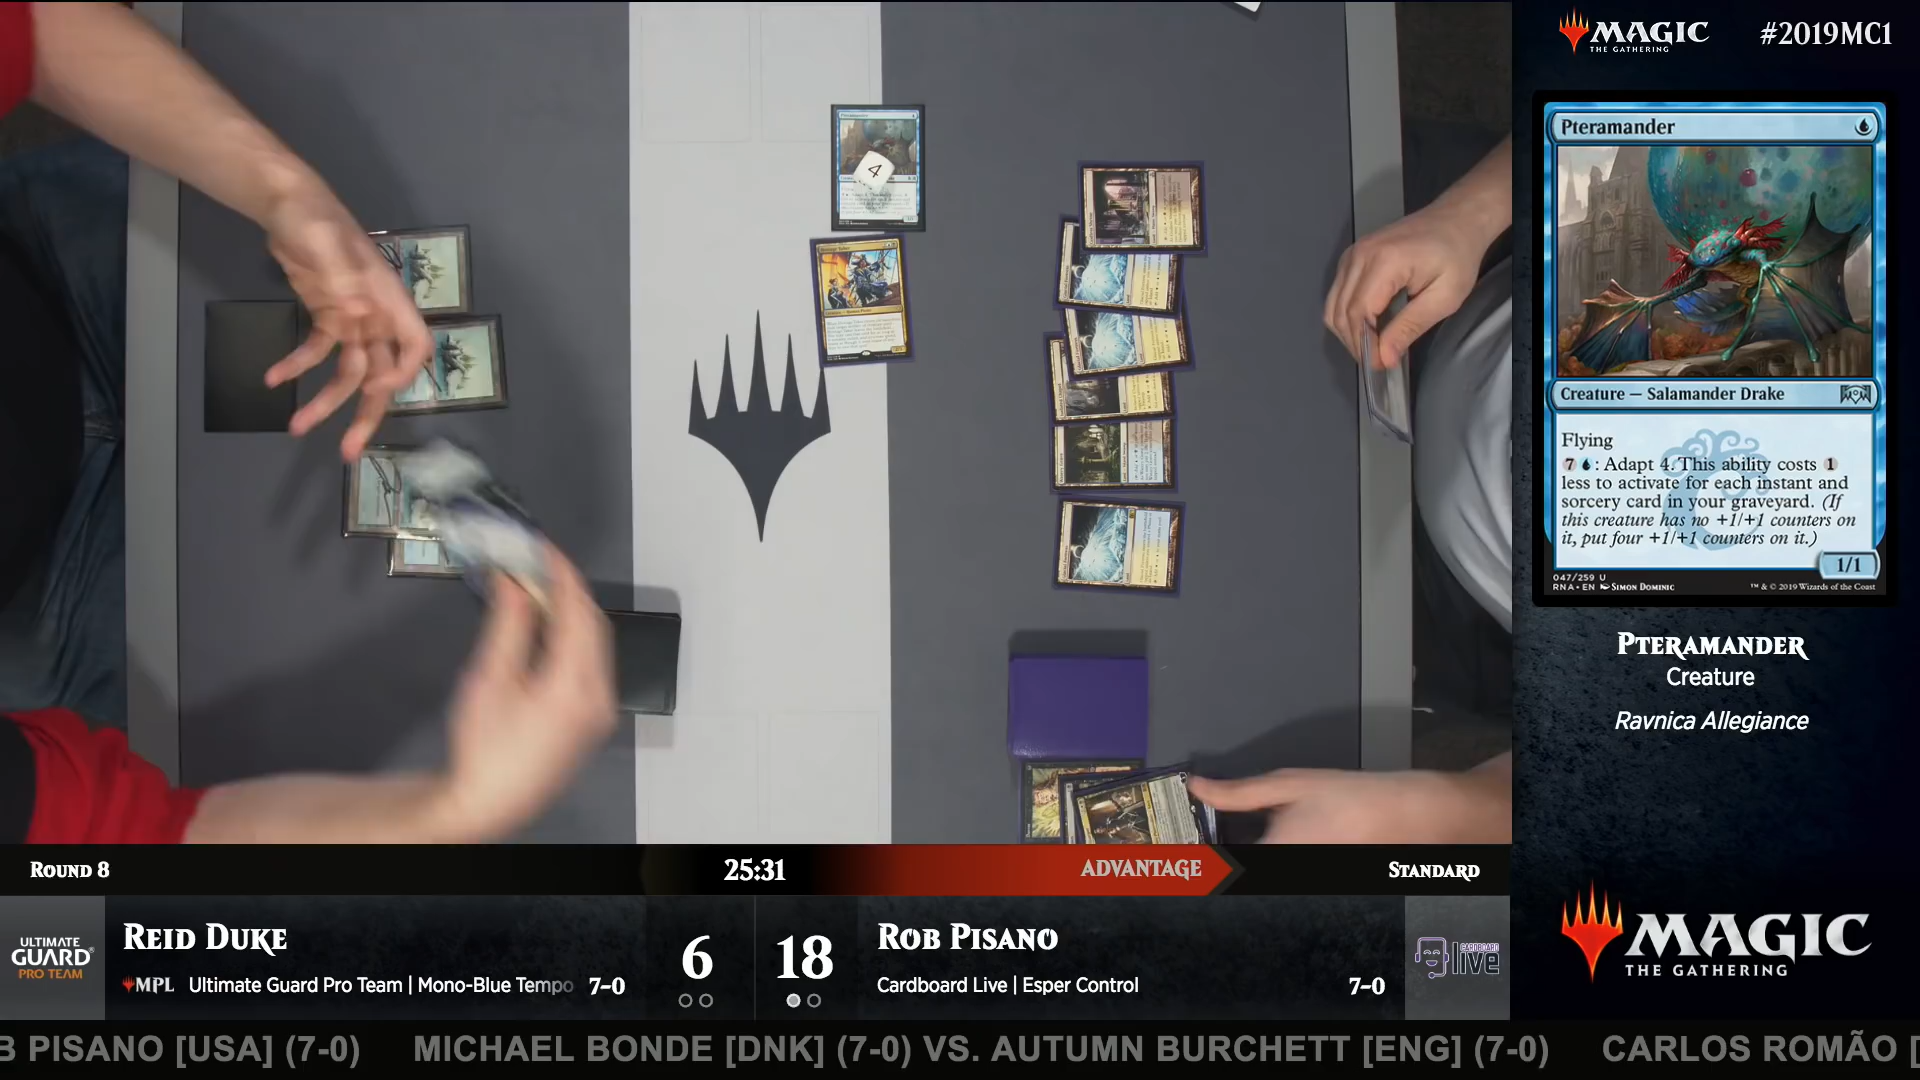 MAGIC
THE GATHERING
#2019MC1
Pteramander
Creature — Salamander Drake
Flying
7 : Adapt 4. This ability costs 1
less to activate for each instant and
sorcery card in your graveyard. (If
this creature has no +1/+1 counters on
it, put four +1/+1 counters on it.)
1/1
047/259 U
RNA • EN SIMON DOMINIC
™ & © 2019 Wizards of the Coast
PTERAMANDER
Creature
Ravnica Allegiance
4
ROUND 8
25:31
ADVANTAGE
STANDARD
ULTIMATE
GUARD
PRO TEAM
REID DUKE
MPL Ultimate Guard Pro Team | Mono-Blue Tempo
7-0
6
18
ROB PISANO
Cardboard Live | Esper Control
7-0
CARDBOARD
live
MAGIC
THE GATHERING
B PISANO [USA] (7-0) MICHAEL BONDE [DNK] (7-0) VS. AUTUMN BURCHETT [ENG] (7-0) CARLOS ROMÃO [